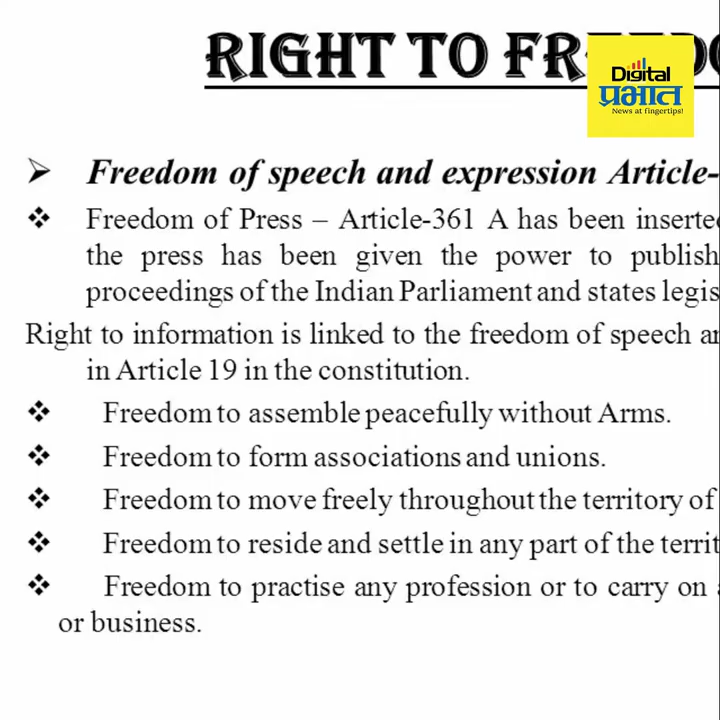 RIGHT TO FREEDO
Digital
प्रभात
News at fingertips!
➢ Freedom of speech and expression Article-
❖ Freedom of Press – Article-361 A has been inserted
the press has been given the power to publish
proceedings of the Indian Parliament and states legis
Right to information is linked to the freedom of speech an
in Article 19 in the constitution.
❖ Freedom to assemble peacefully without Arms.
❖ Freedom to form associations and unions.
❖ Freedom to move freely throughout the territory of
❖ Freedom to reside and settle in any part of the territ
❖ Freedom to practise any profession or to carry on a
or business.